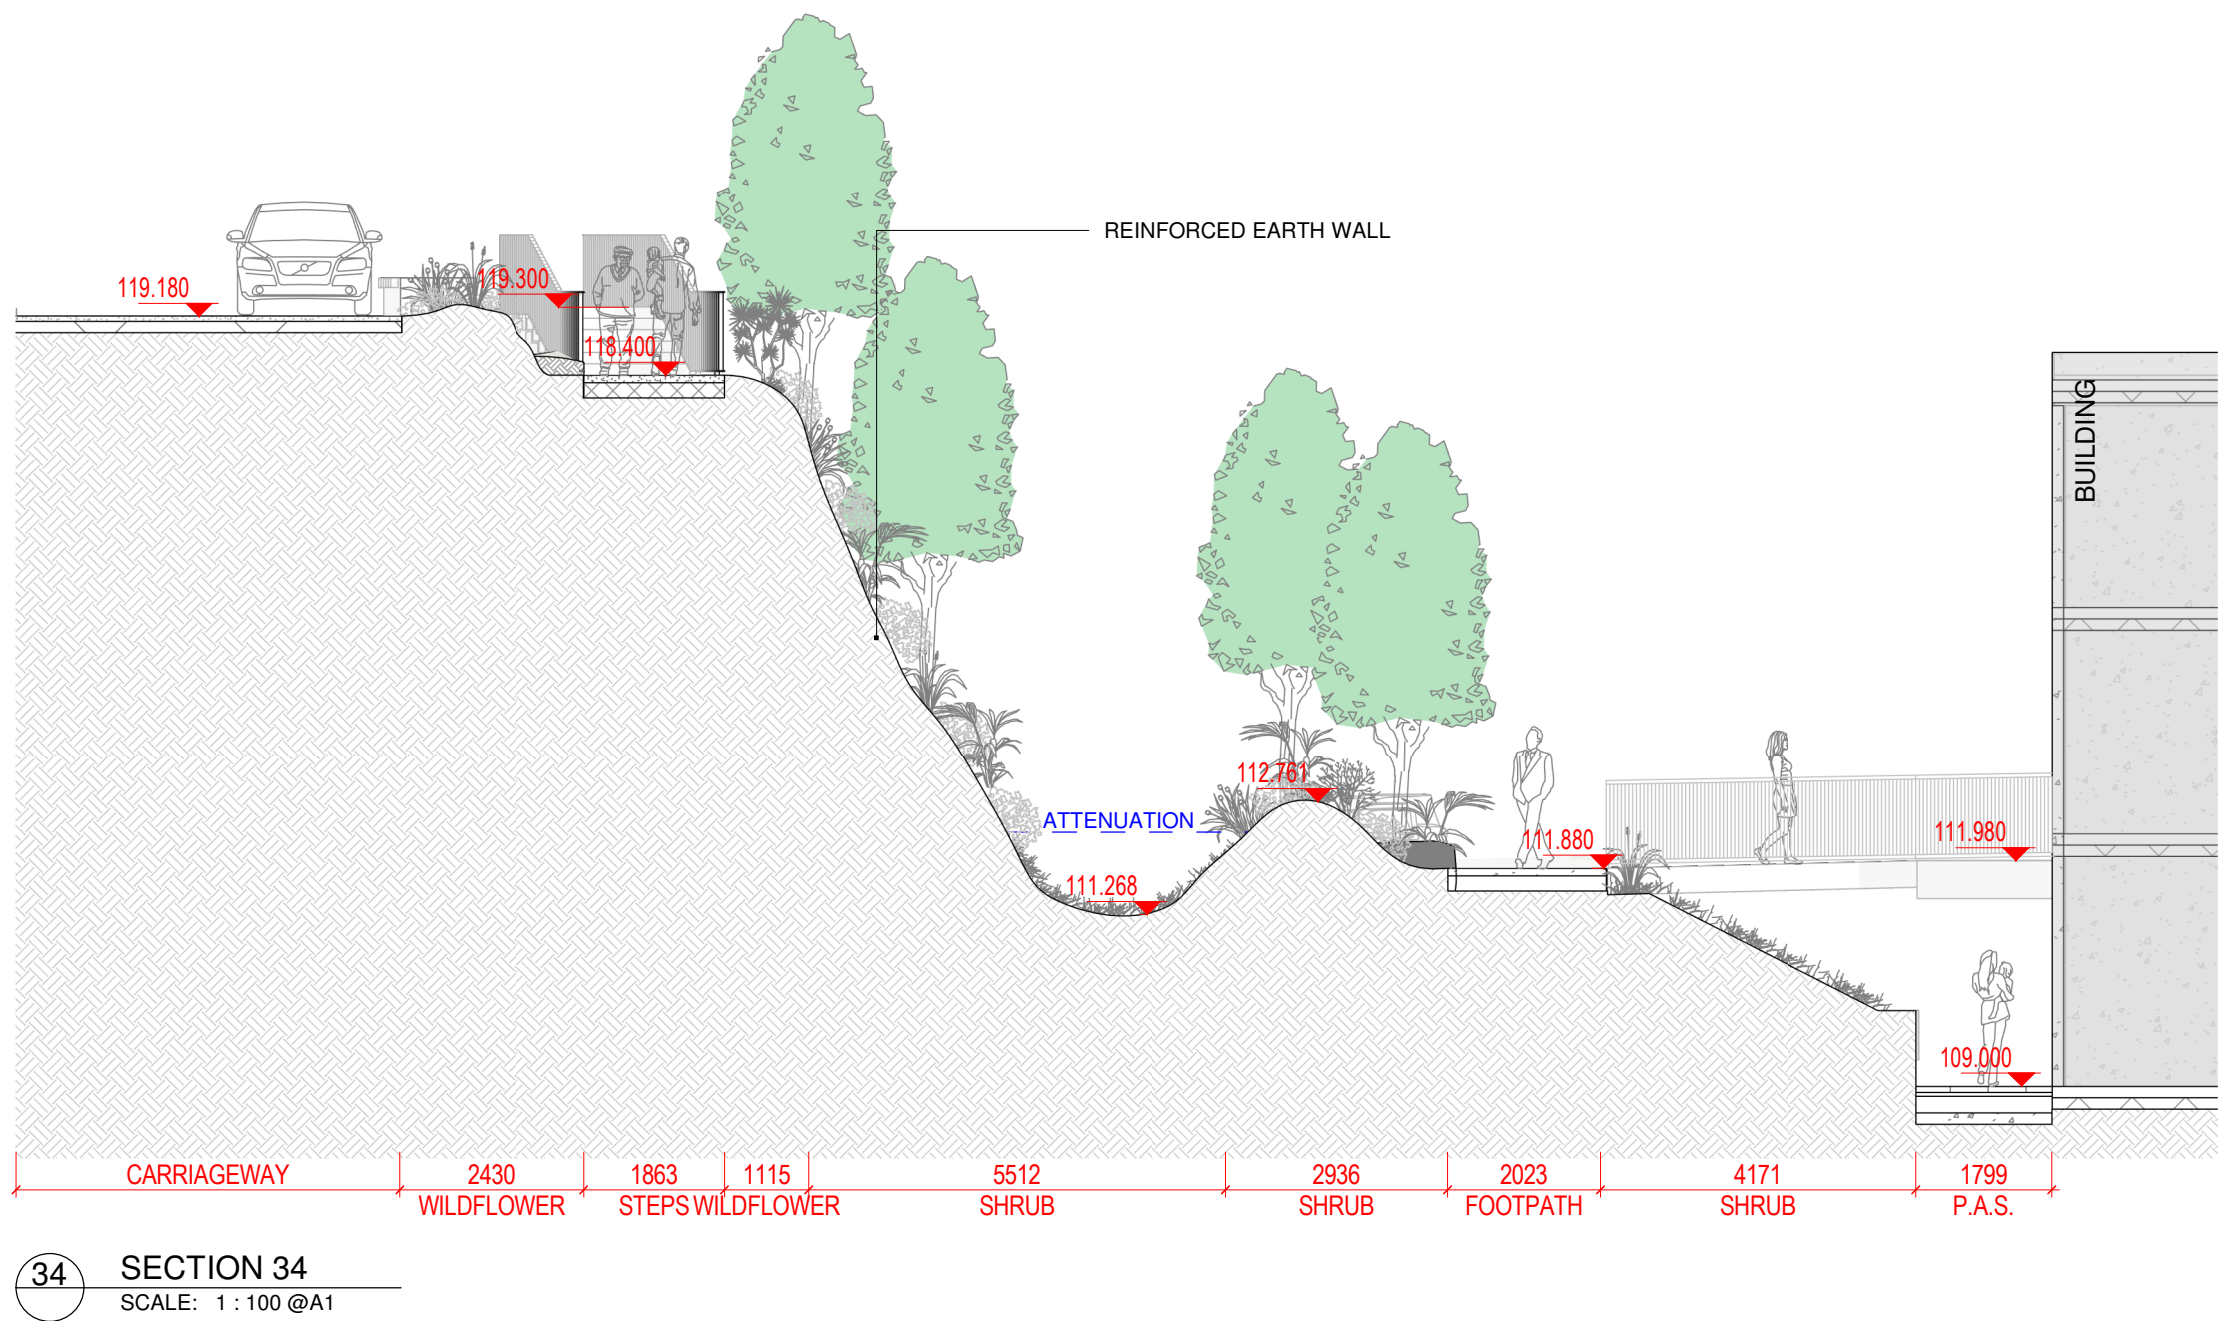 REINFORCED EARTH WALL
119.180
119.300
118.400
BUILDING
112.761
ATTENUATION
111.880
111.980
111.268
109.000
CARRIAGEWAY
2430
1863
1115
5512
2936
2023
4171
1799
WILDFLOWER
STEPS
WILDFLOWER
SHRUB
SHRUB
FOOTPATH
SHRUB
P.A.S.
34
SECTION 34
SCALE: 1 : 100 @A1